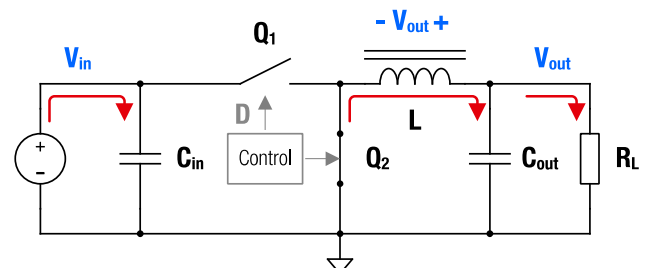 - Vout +
Q1
Vin
Vout
D
L
+
-
Cin
Control
Q2
Cout
RL